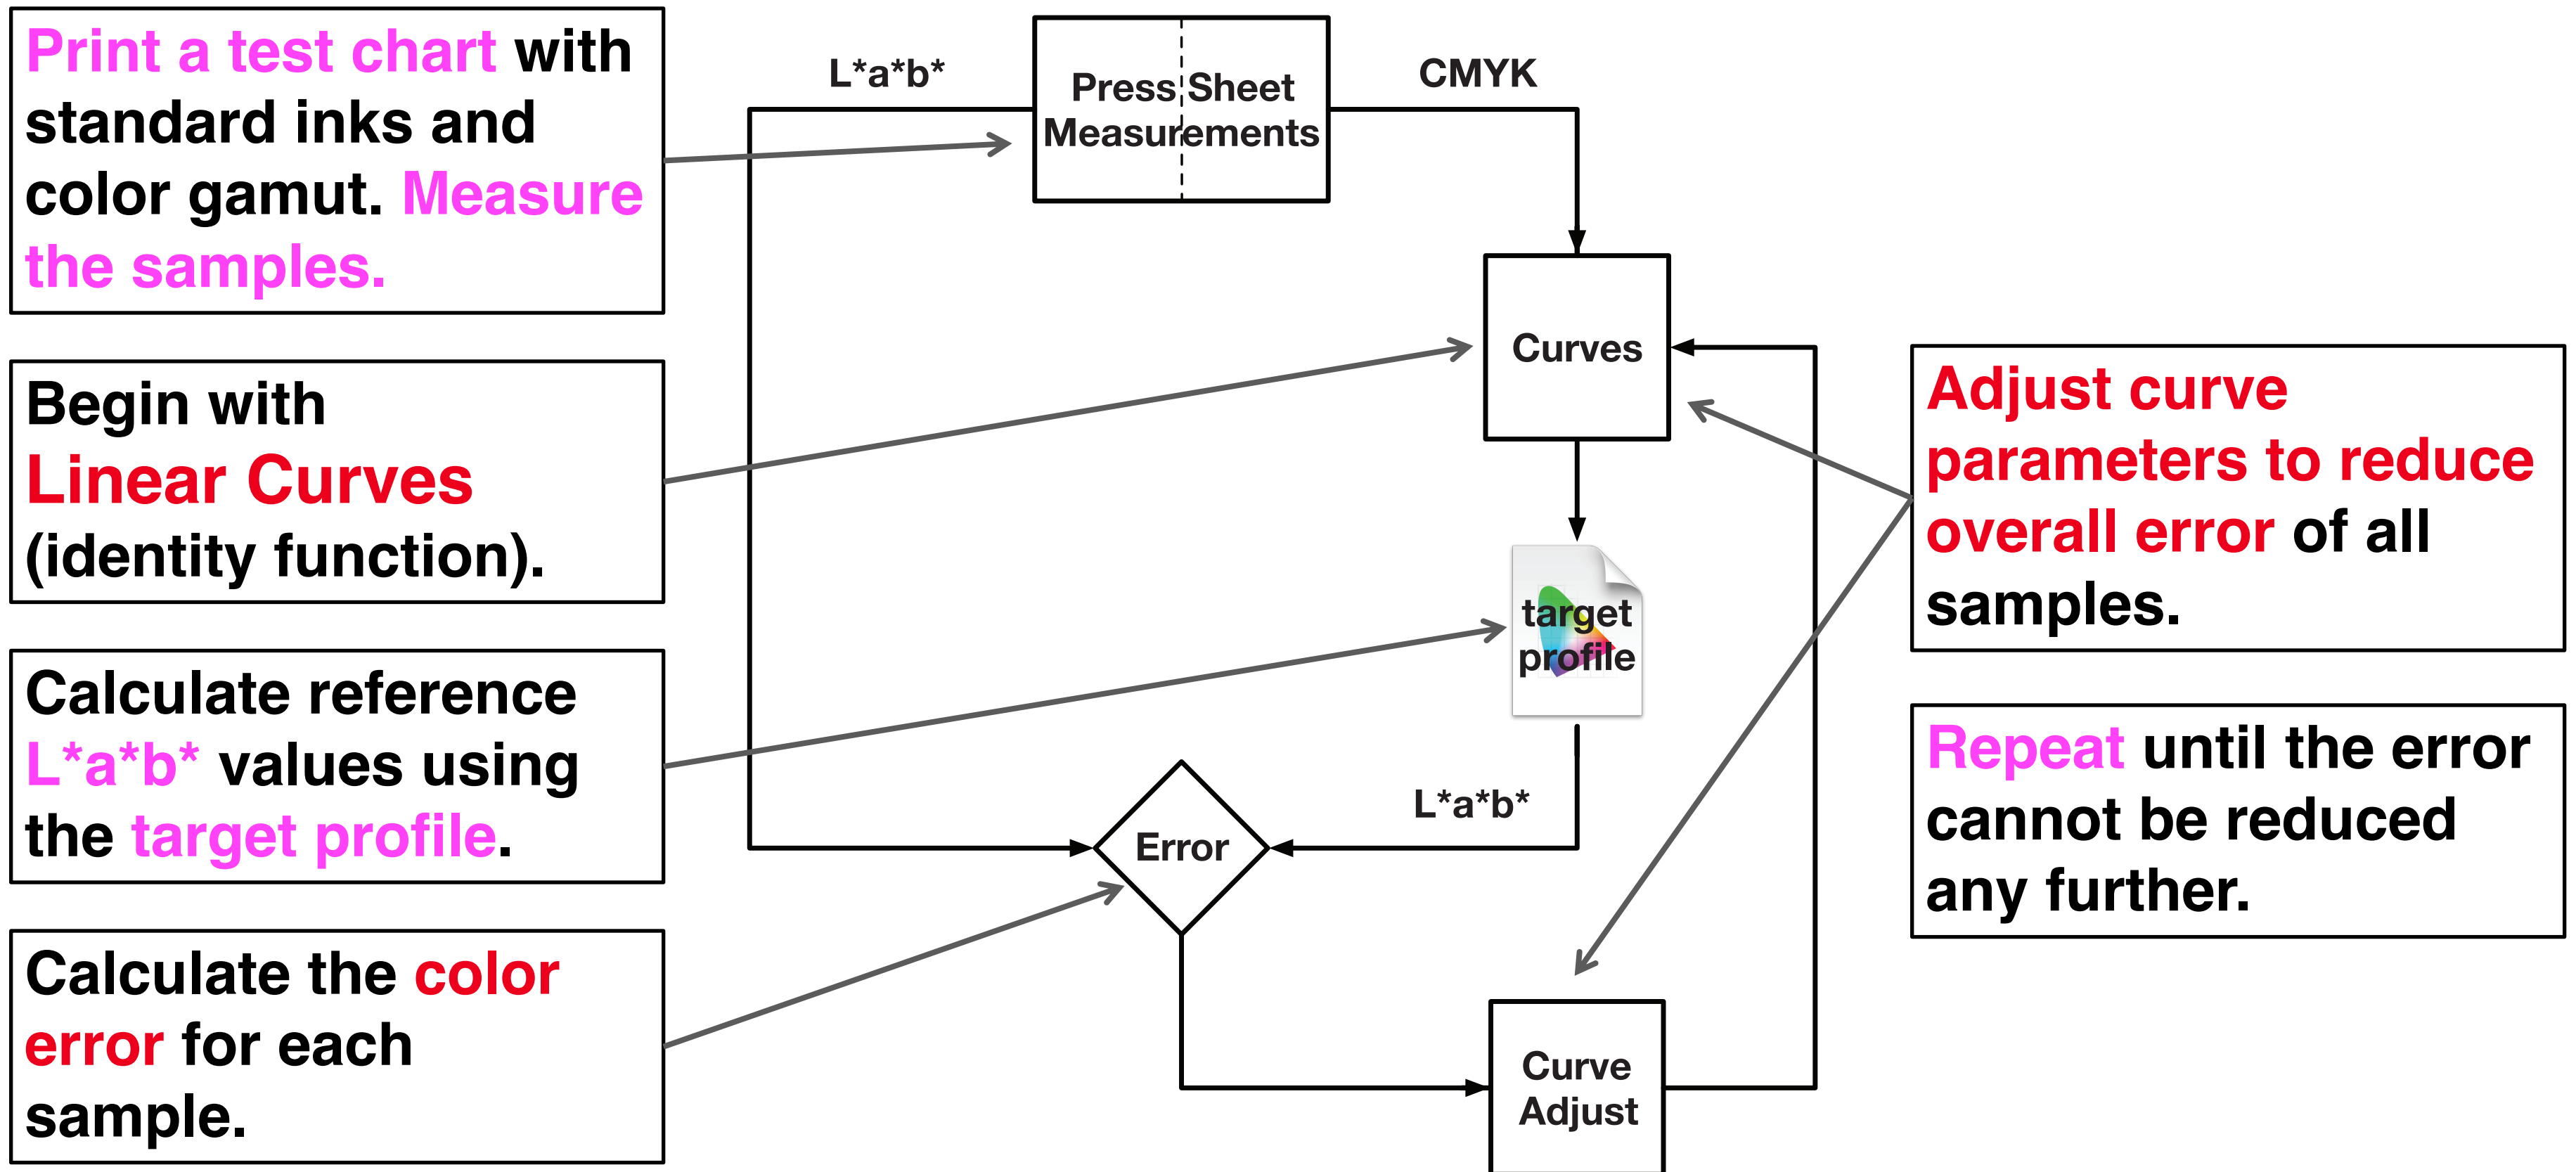 Print a test chart with
standard inks and
color gamut. Measure
the samples.
Begin with
Linear Curves
(identity function).
Calculate reference
L*a*b* values using
the target profile.
Calculate the color
error for each
sample.
L*a*b*
Press Sheet
Measurements
CMYK
Curves
target
profile
L*a*b*
Error
Curve
Adjust
Adjust curve
parameters to reduce
overall error of all
samples.
Repeat until the error
cannot be reduced
any further.